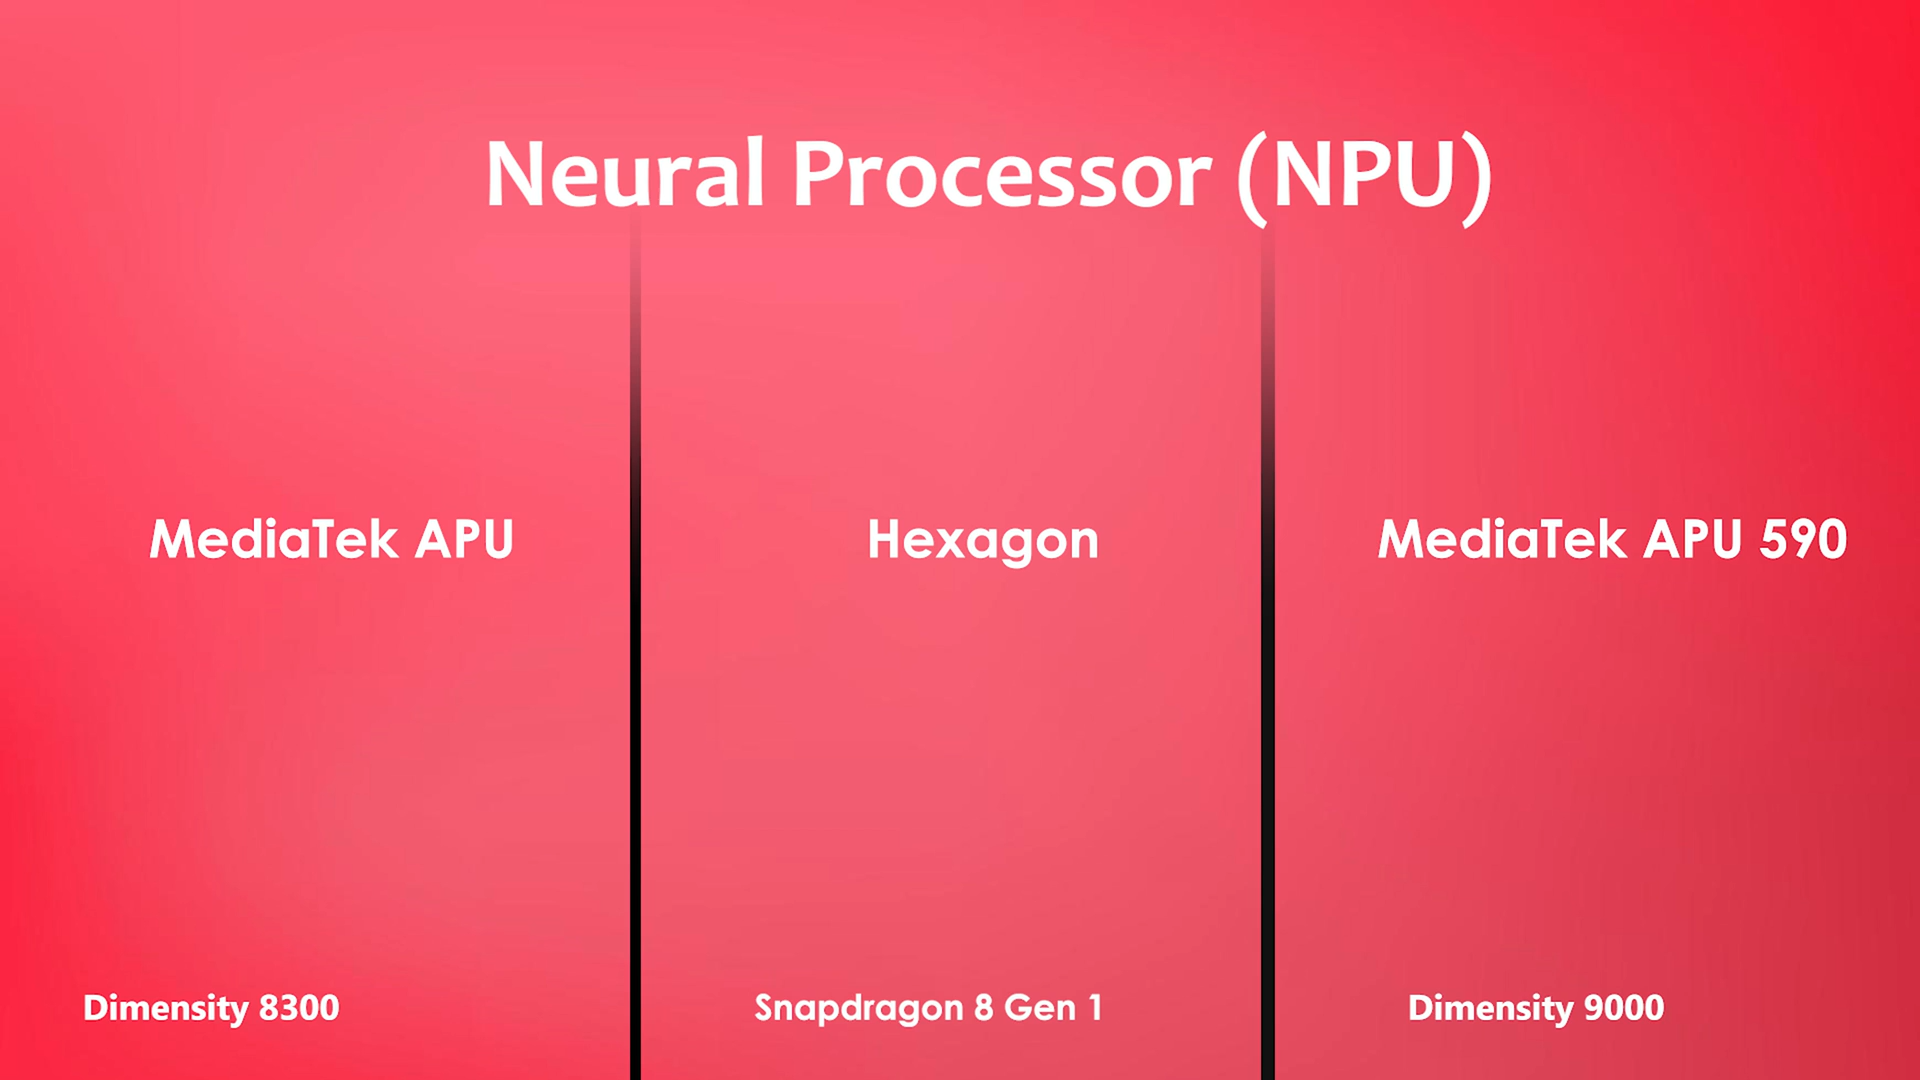 Neural Processor (NPU)
MediaTek APU
Hexagon
MediaTek APU 590
Dimensity 8300
Snapdragon 8 Gen 1
Dimensity 9000